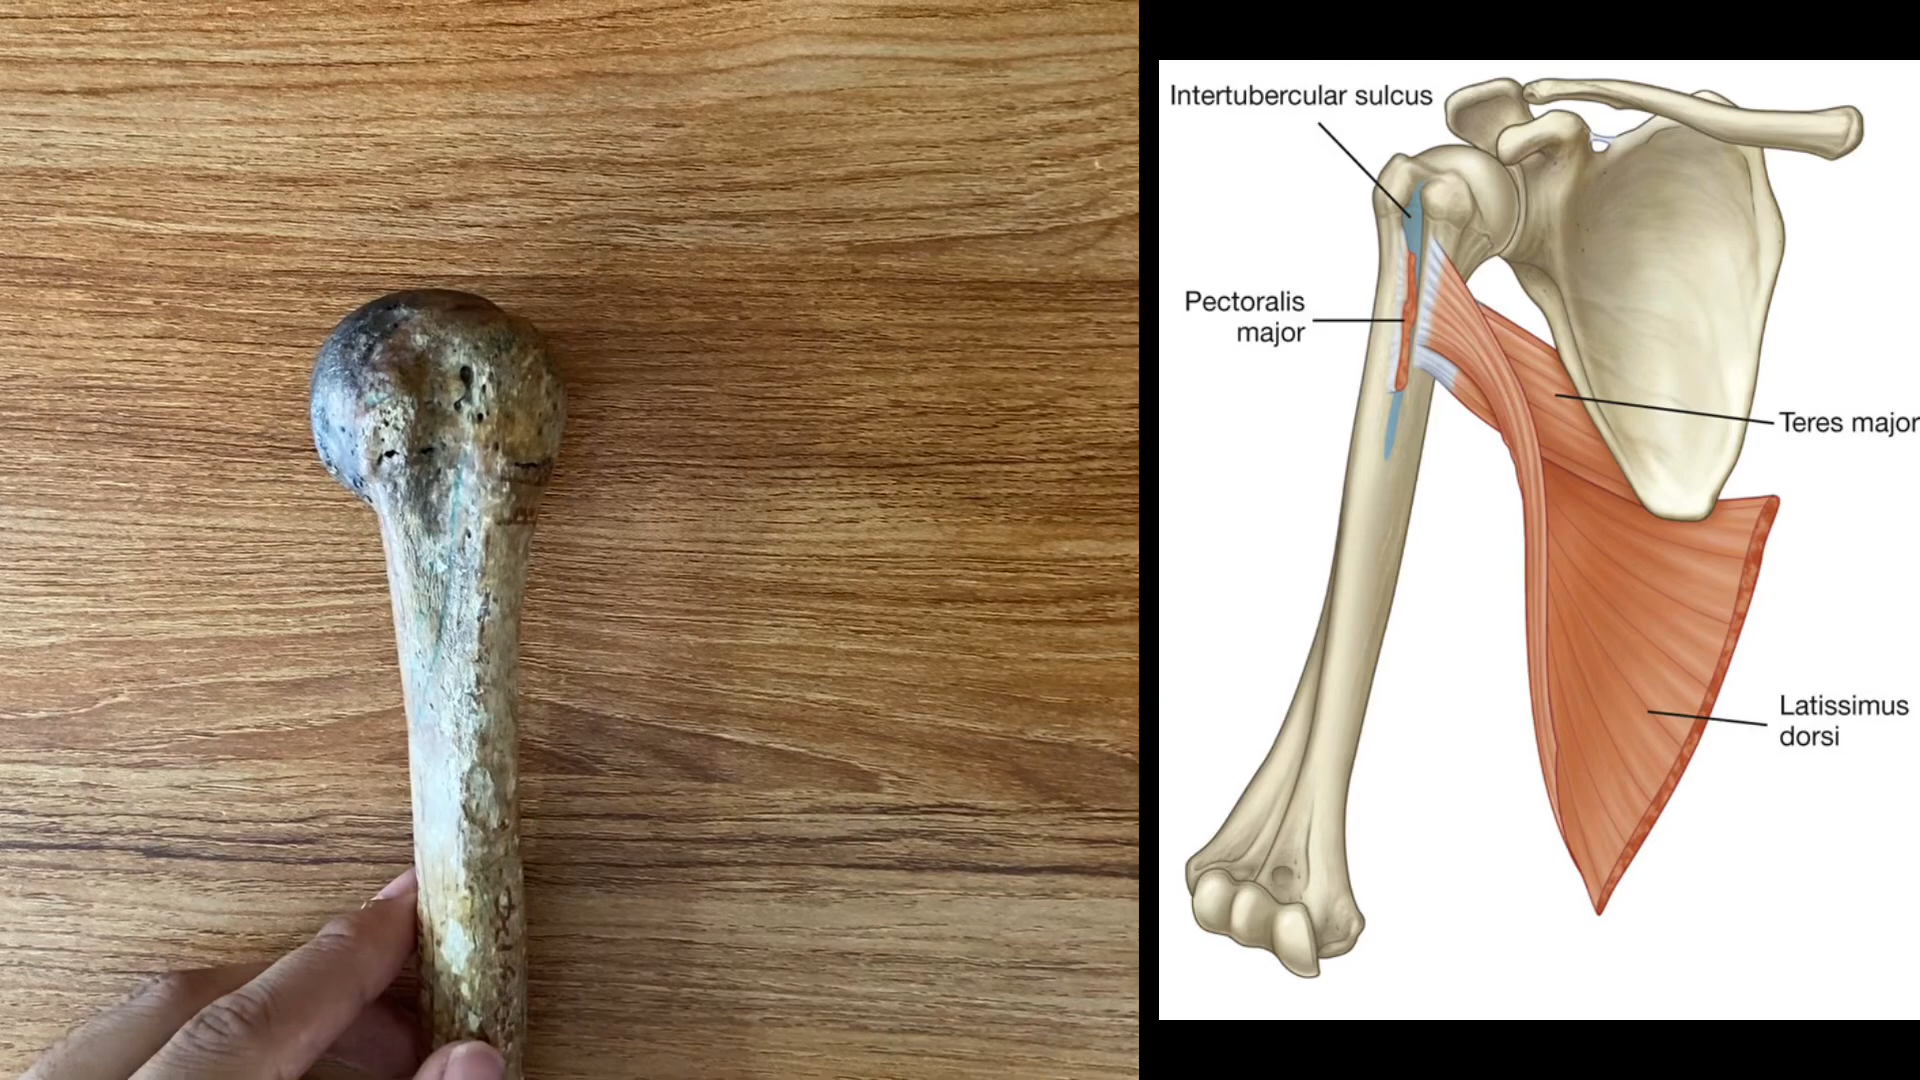 Intertubercular sulcus
Pectoralis
major
Teres major
Latissimus
dorsi